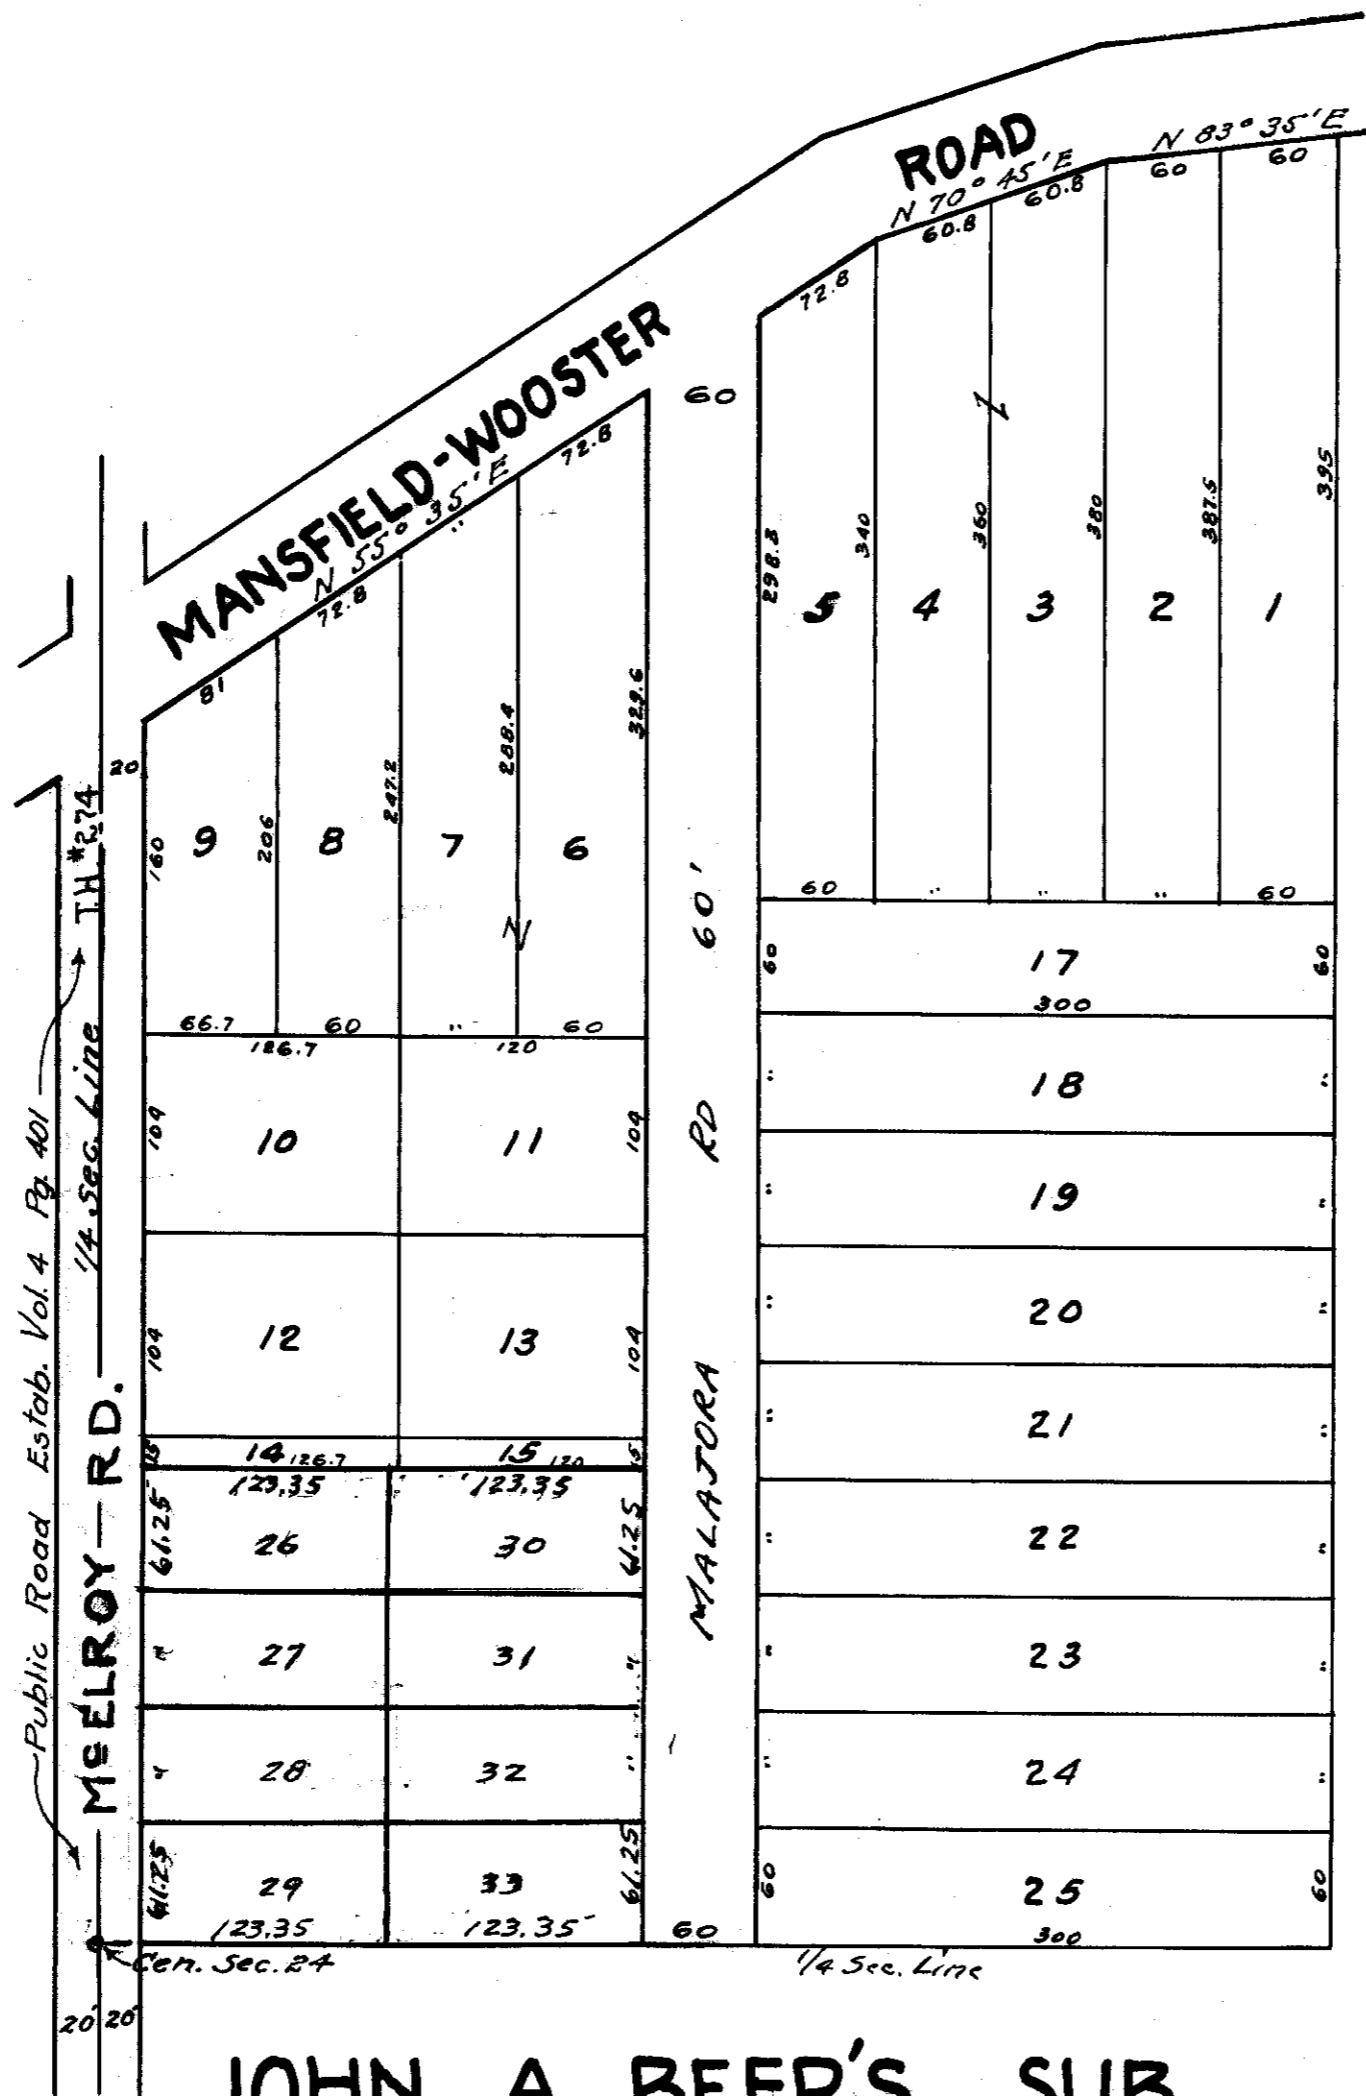 MANSFIELD-WOOSTER ROAD
N 83° 35' E
60 60
N 70° 45' E
60.8 60.8
72.8
60
N 55° 35' E
72.8 " 72.8
81
20
298.8 340 360 380 387.5 395
5 4 3 2 1
160 206 247.2 288.4 329.6
9 8 7 6
60 " " " 60
60 17 60
300
66.7 60 " 60
126.7 120
104 10 11 104
104 12 13 104
15 14 126.7 15 120 15
123.35 123.35
61.25 26 30 61.25
" 27 31 "
" 28 32 "
61.25 29 33 61.25
123.35 123.35
60
" 18 "
" 19 "
" 20 "
" 21 "
" 22 "
" 23 "
" 24 "
60 25 60
300
MALAJORA RD 60'
TH #274
1/4 Sec. Line
McELROY RD.
Public Road Estab. Vol. 4 Pg. 401
Cen. Sec. 24
1/4 Sec. Line
20' 20'
JOHN A BEER'S SUB